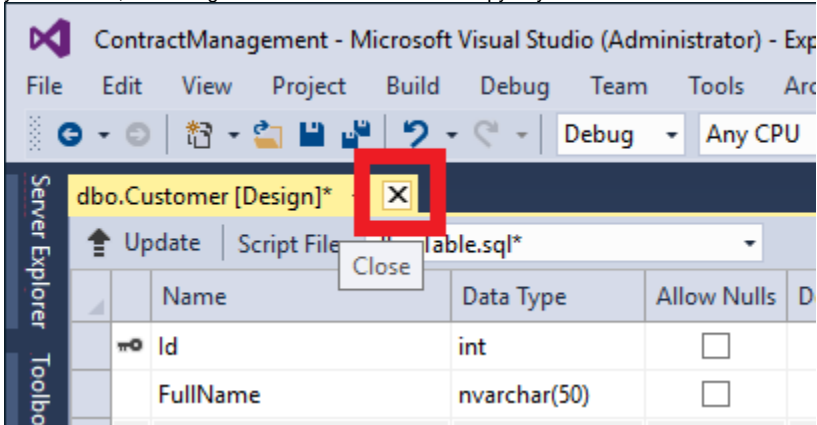 ContractManagement - Microsoft Visual Studio (Administrator) - Exp
File Edit View Project Build Debug Team Tools Arc
Debug Any CPU
Server Explorer
Toolbo
dbo.Customer [Design]*
Update Script File able.sql*
Close
Name Data Type Allow Nulls D
Id int
FullName nvarchar(50)